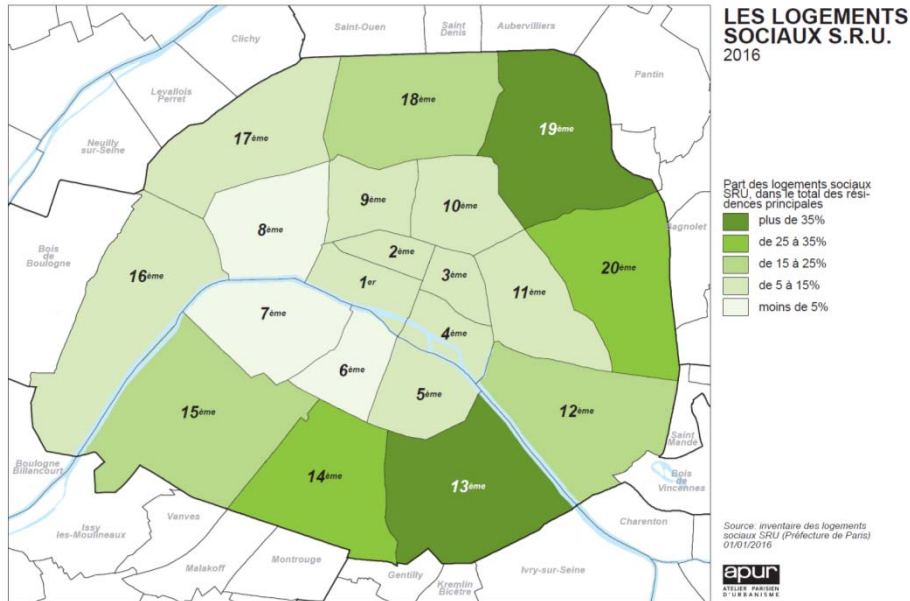 LES LOGEMENTS
SOCIAUX S.R.U.
2016
Saint-Ouen
Saint
Denis
Aubervilliers
Clichy
Pantin
Levallois
Perret
Neuilly
sur-Seine
18ème
19ème
17ème
9ème
10ème
8ème
2ème
Bois
de
Boulogne
16ème
1er
3ème
11ème
20ème
Bagnolet
7ème
4ème
6ème
5ème
15ème
12ème
Saint
Mandé
Bois
de
Vincennes
Boulogne
Billancourt
14ème
13ème
Charenton
Issy
les-Moulineaux
Vanves
Malakoff
Montrouge
Gentilly
Kremlin
Bicêtre
Ivry-sur-Seine
Part des logements sociaux
SRU, dans le total des rési-
dences principales
plus de 35%
de 25 à 35%
de 15 à 25%
de 5 à 15%
moins de 5%
Source: inventaire des logements
sociaux SRU (Préfecture de Paris)
01/01/2016
apur
ATELIER PARISIEN
D'URBANISME